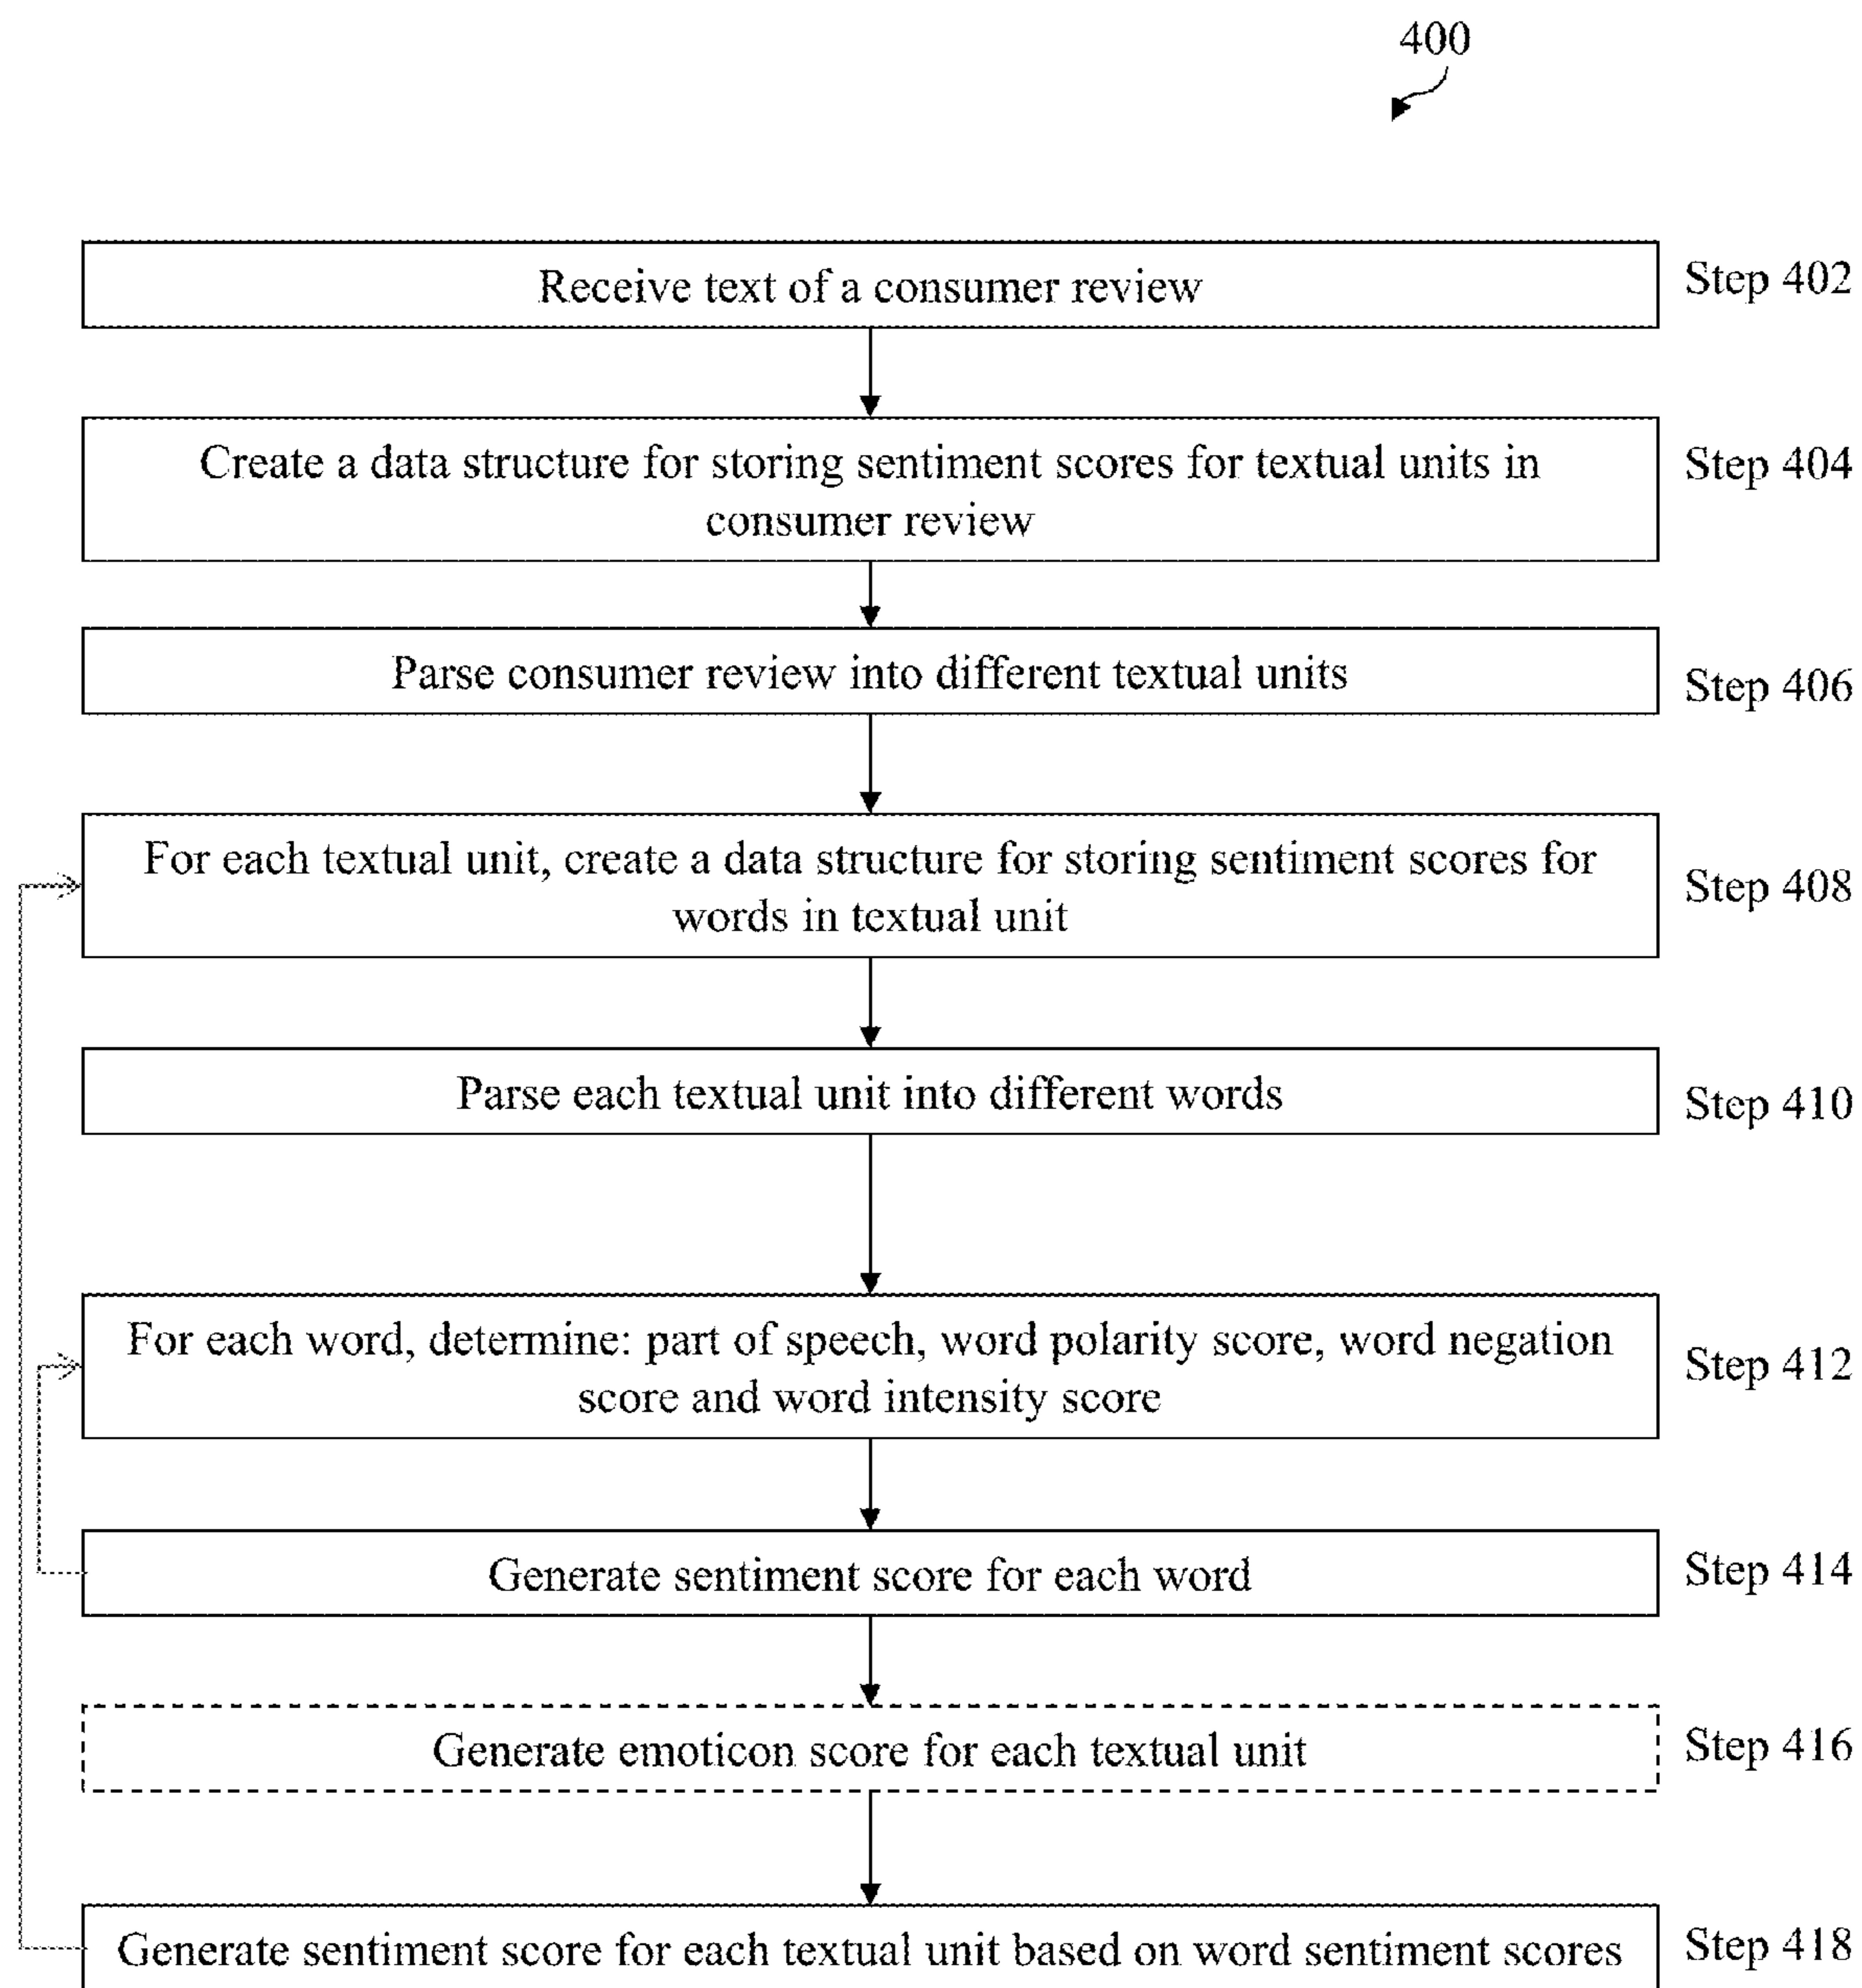 400
Receive text of a consumer review
Step 402
Create a data structure for storing sentiment scores for textual units in
consumer review
Step 404
Parse consumer review into different textual units
Step 406
For each textual unit, create a data structure for storing sentiment scores for
words in textual unit
Step 408
Parse each textual unit into different words
Step 410
For each word, determine: part of speech, word polarity score, word negation
score and word intensity score
Step 412
Generate sentiment score for each word
Step 414
Generate emoticon score for each textual unit
Step 416
Generate sentiment score for each textual unit based on word sentiment scores
Step 418